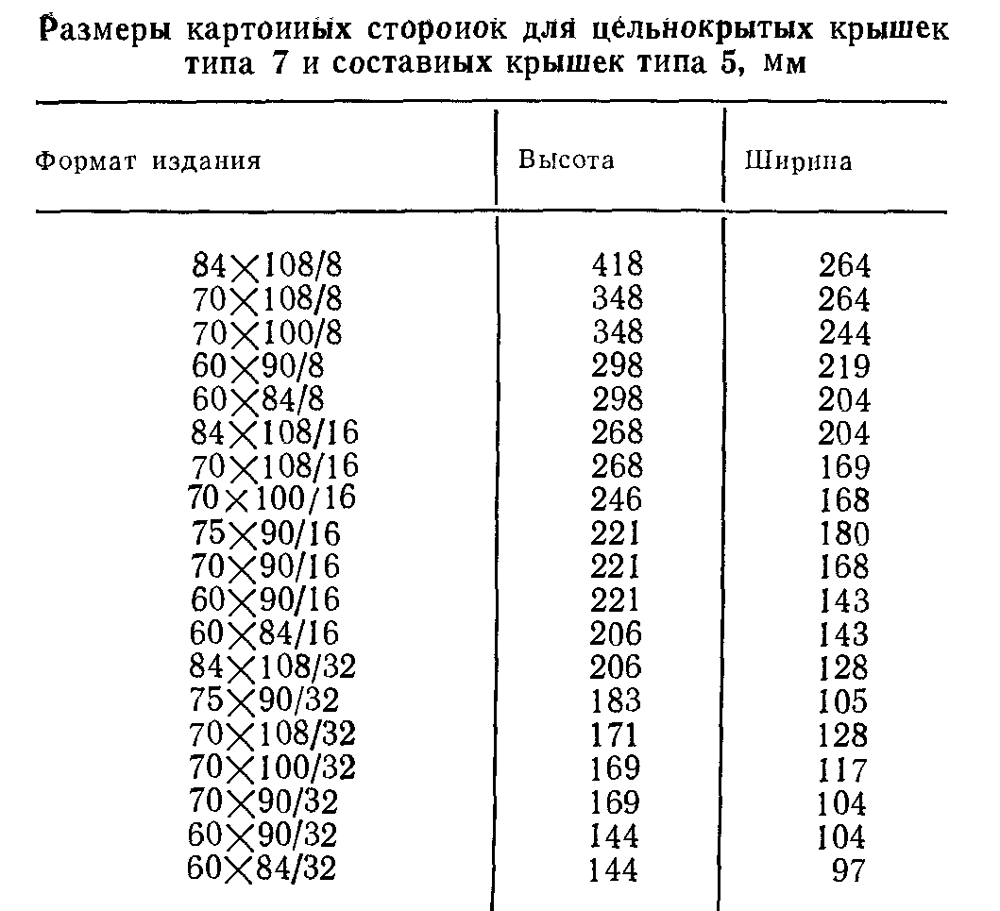 Размеры картонных сторонок для цельнокрытых крышек
типа 7 и составных крышек типа 5, мм
Формат издания Высота Ширина
84×108/8 418 264
70×108/8 348 264
70×100/8 348 244
60×90/8 298 219
60×84/8 298 204
84×108/16 268 204
70×108/16 268 169
70×100/16 246 168
75×90/16 221 180
70×90/16 221 168
60×90/16 221 143
60×84/16 206 143
84×108/32 206 128
75×90/32 183 105
70×108/32 171 128
70×100/32 169 117
70×90/32 169 104
60×90/32 144 104
60×84/32 144 97